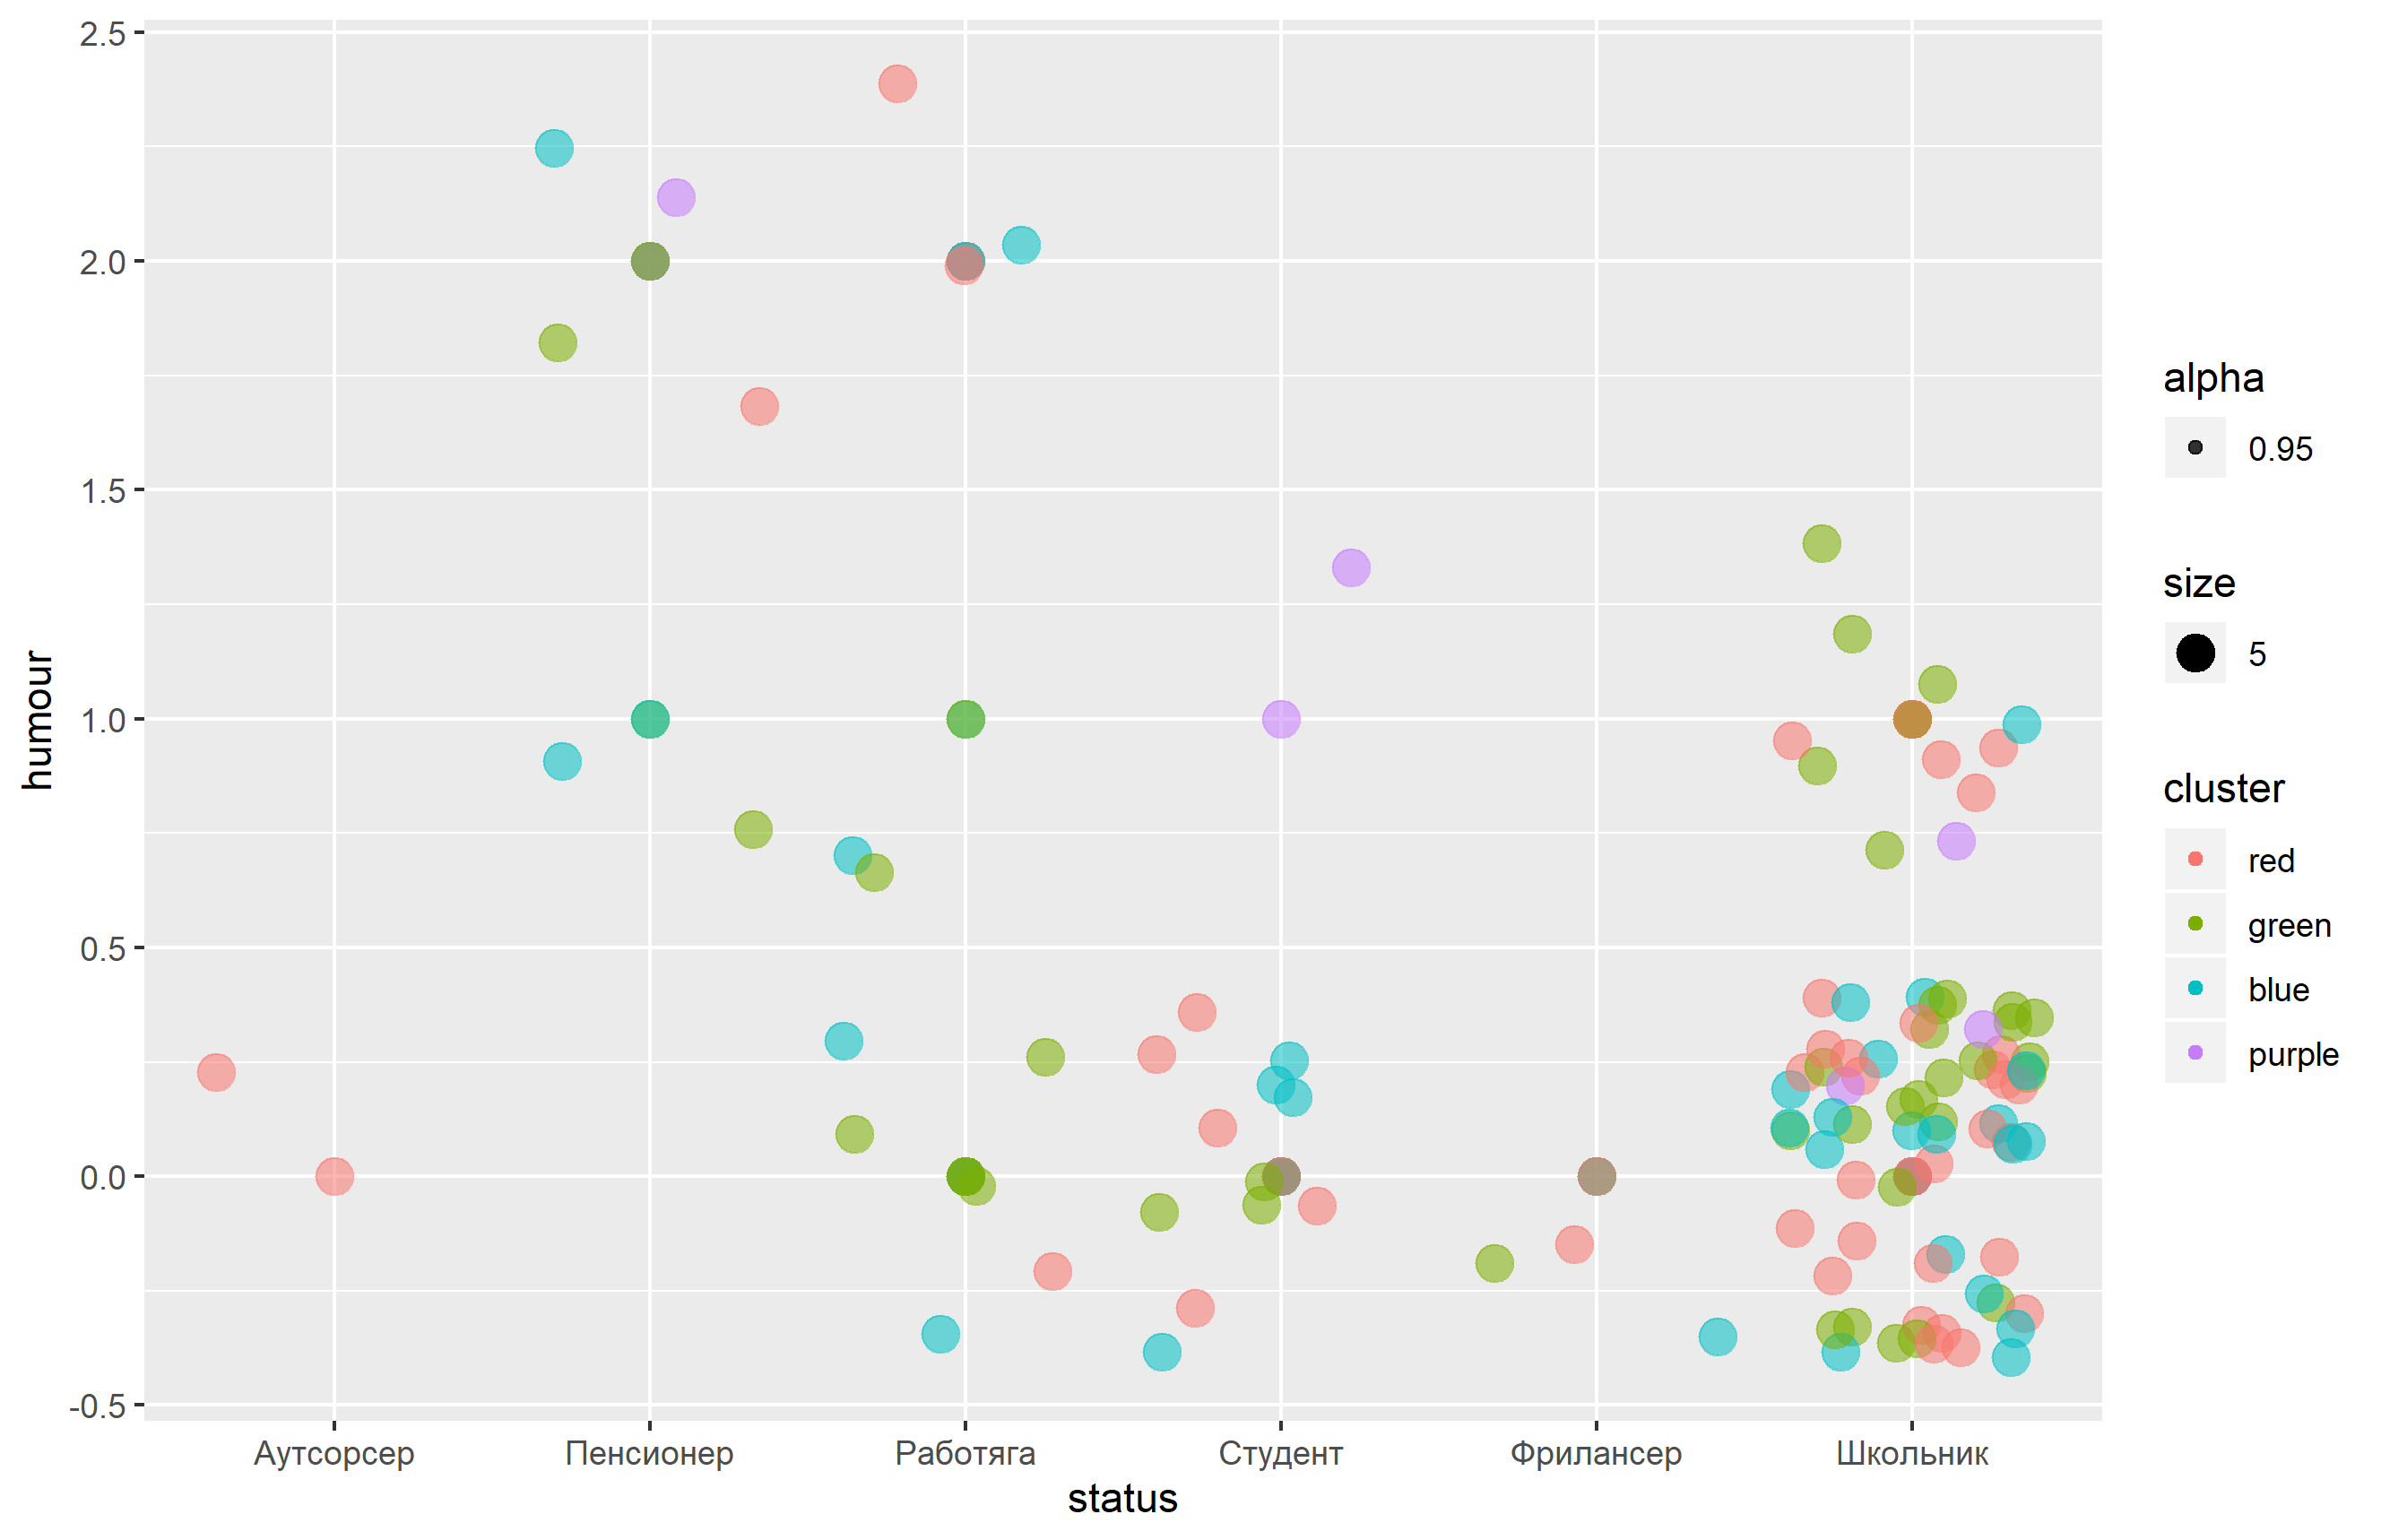 2.5
2.0
1.5
1.0
0.5
0.0
-0.5
humour
Аутсорсер Пенсионер Работяга Студент Фрилансер Школьник
status
alpha
0.95
size
5
cluster
red
green
blue
purple